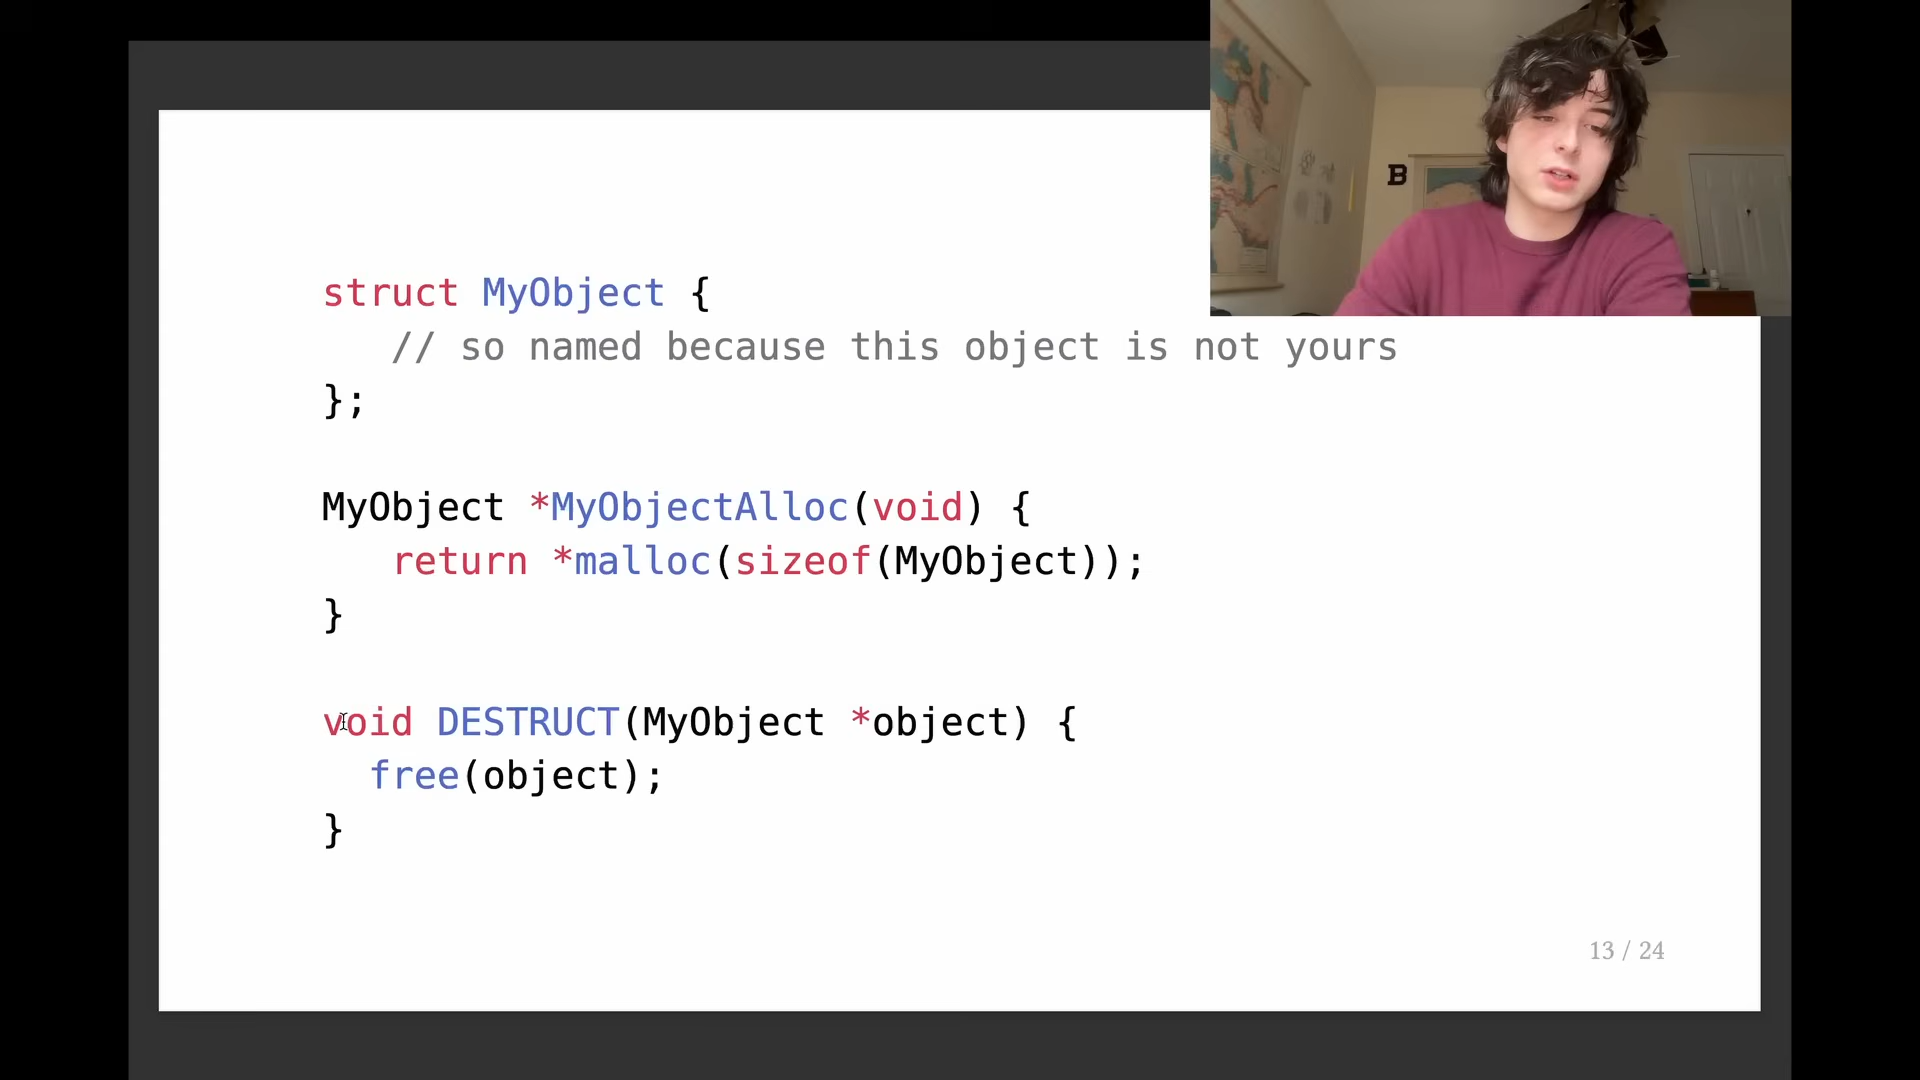 B
struct MyObject {
// so named because this object is not yours
};
MyObject *MyObjectAlloc(void) {
return *malloc(sizeof(MyObject));
}
void DESTRUCT(MyObject *object) {
free(object);
}
13 / 24